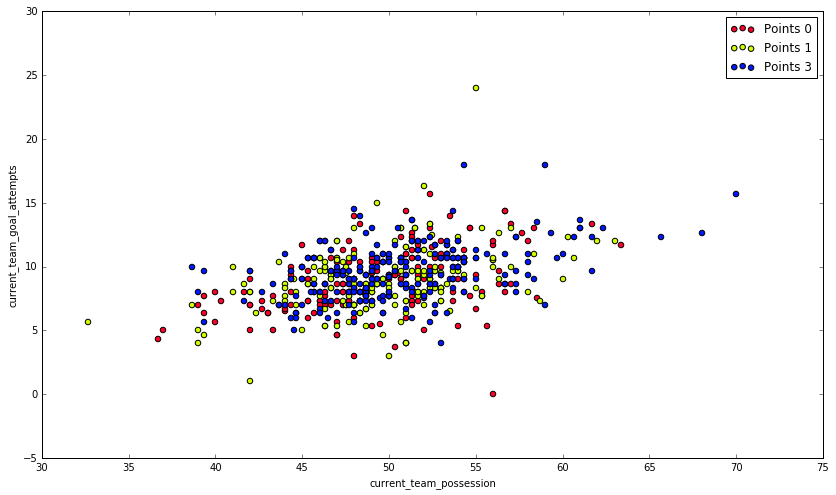 30
25
20
15
10
5
0
−5
current_team_goal_attempts
30 35 40 45 50 55 60 65 70 75
current_team_possession
Points 0
Points 1
Points 3